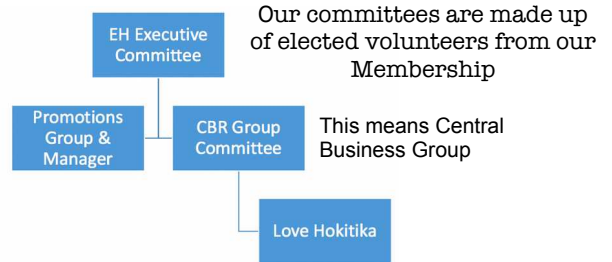 Our committees are made up
of elected volunteers from our
Membership
EH Executive
Committee
Promotions
Group &
Manager
CBR Group
Committee
This means Central
Business Group
Love Hokitika